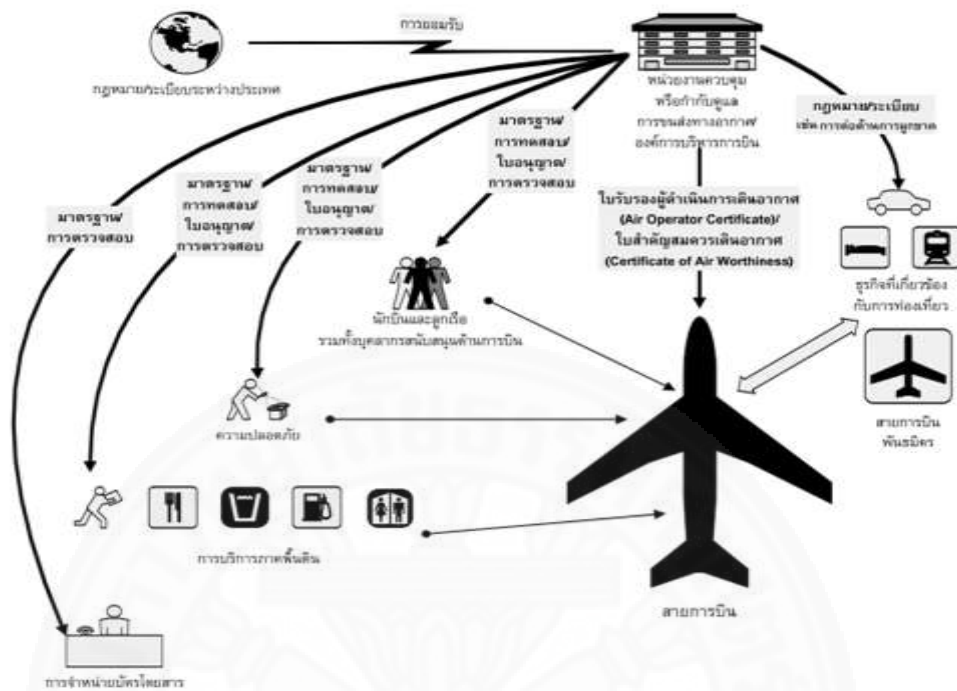 การยอมรับ
กฎหมาย/ระเบียบระหว่างประเทศ
หน่วยงานควบคุม
หรือกำกับดูแล
การขนส่งทางอากาศ/
องค์การบริหารการบิน
กฎหมาย/ระเบียบ
เช่น การต่อต้านการผูกขาด
มาตรฐาน/
การทดสอบ/
ใบอนุญาต/
การตรวจสอบ
มาตรฐาน/
การทดสอบ/
ใบอนุญาต/
การตรวจสอบ
มาตรฐาน/
การทดสอบ/
ใบอนุญาต/
การตรวจสอบ
มาตรฐาน/
การตรวจสอบ
ใบรับรองผู้ดำเนินการเดินอากาศ
(Air Operator Certificate)/
ใบสำคัญสมควรเดินอากาศ
(Certificate of Air Worthiness)
ธุรกิจที่เกี่ยวข้อง
กับการท่องเที่ยว
นักบินและลูกเรือ
รวมทั้งบุคลากรสนับสนุนด้านการบิน
สายการบิน
พันธมิตร
ความปลอดภัย
การบริการภาคพื้นดิน
สายการบิน
การจำหน่ายบัตรโดยสาร